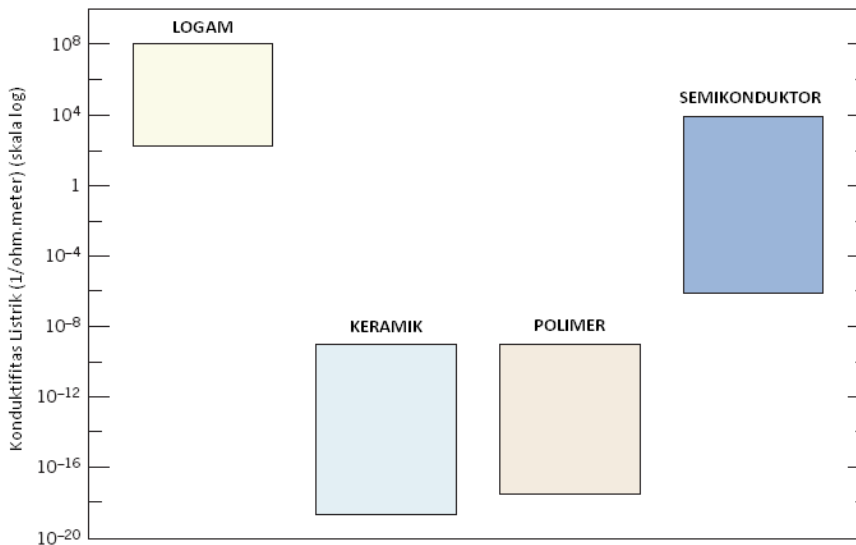 Konduktifitas Listrik (1/ohm.meter) (skala log)
10⁸
10⁴
1
10⁻⁴
10⁻⁸
10⁻¹²
10⁻¹⁶
10⁻²⁰
LOGAM
KERAMIK
POLIMER
SEMIKONDUKTOR